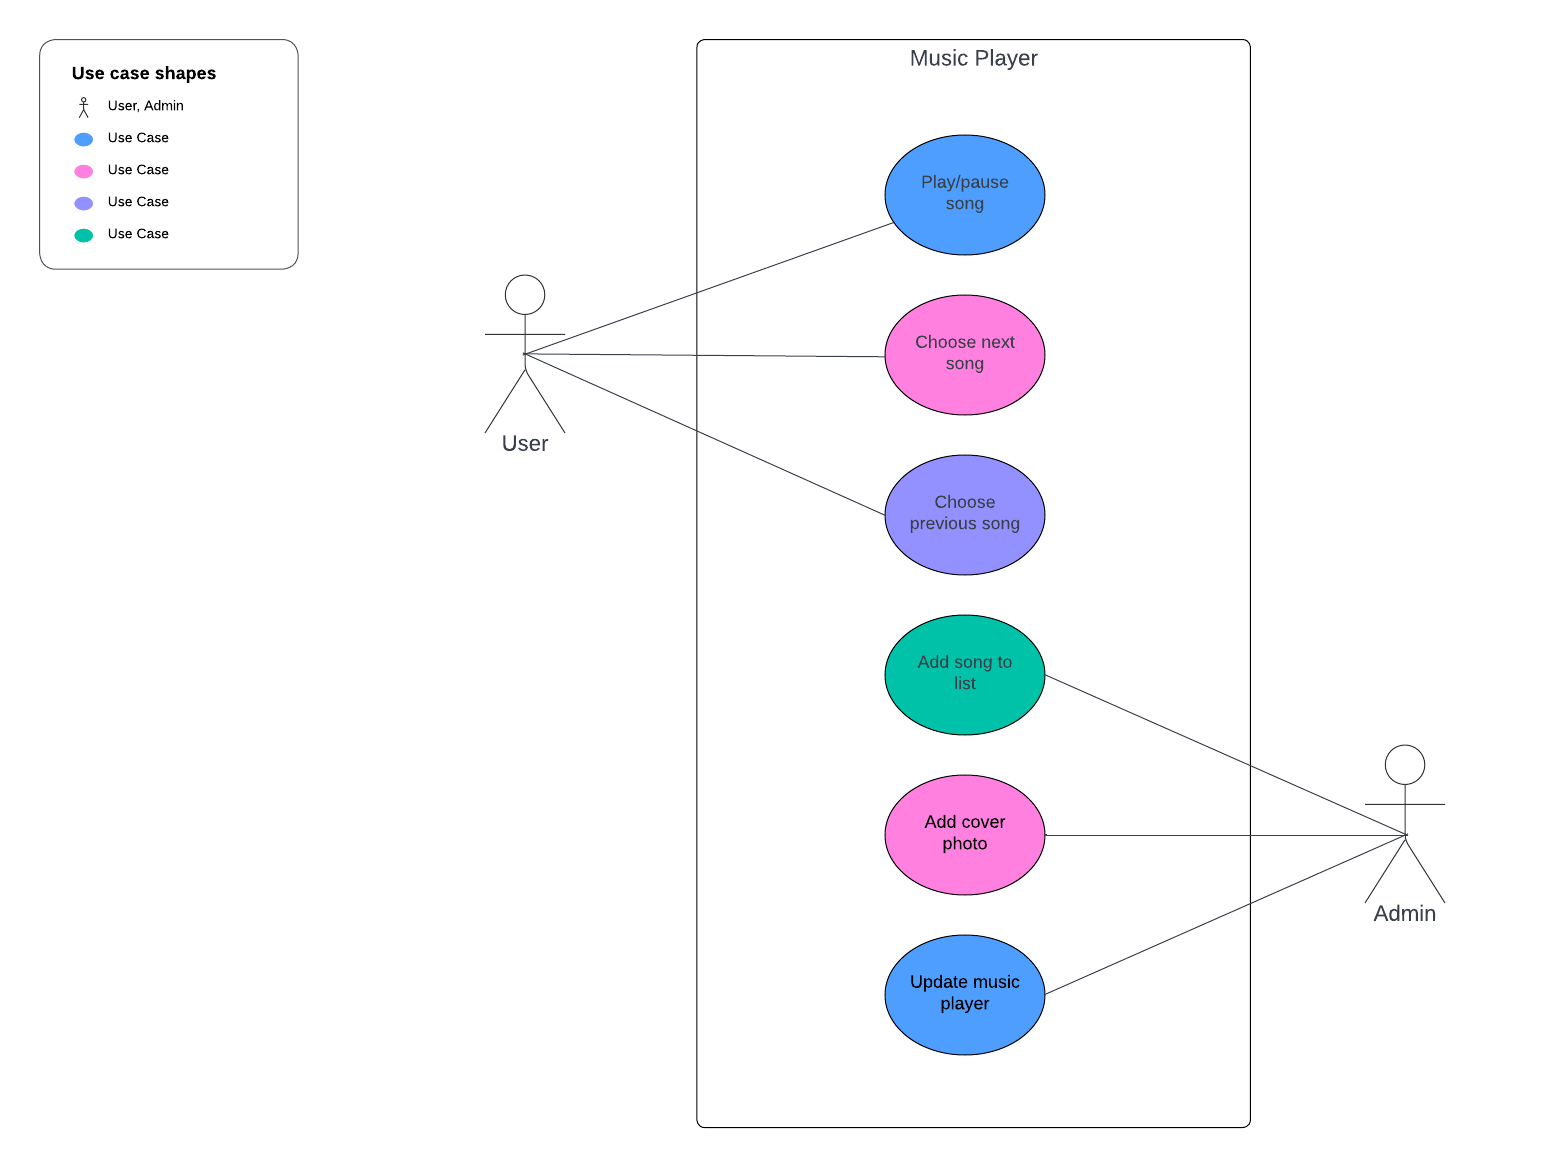 Use case shapes
User, Admin
Use Case
Use Case
Use Case
Use Case
Music Player
Play/pause
song
Choose next
song
User
Choose
previous song
Add song to
list
Add cover
photo
Admin
Update music
player